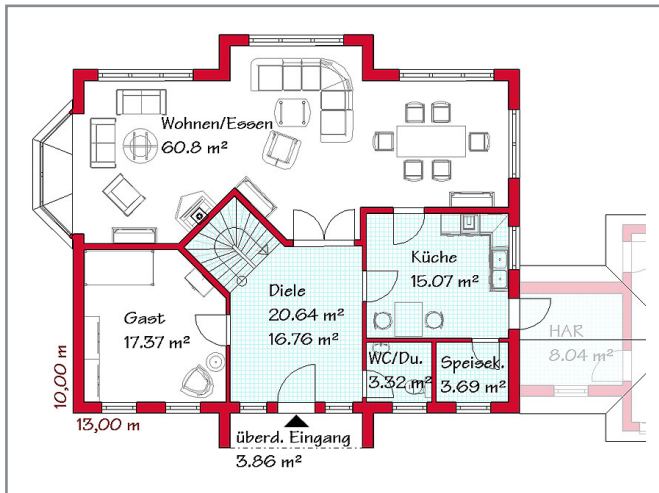 Wohnen/Essen
60.8 m²
Küche
15.07 m²
Diele
20.64 m²
16.76 m²
Gast
17.37 m²
HAR
8.04 m²
WC/Du.
3.32 m²
Speisek.
3.69 m²
10,00 m
13,00 m
überd. Eingang
3.86 m²